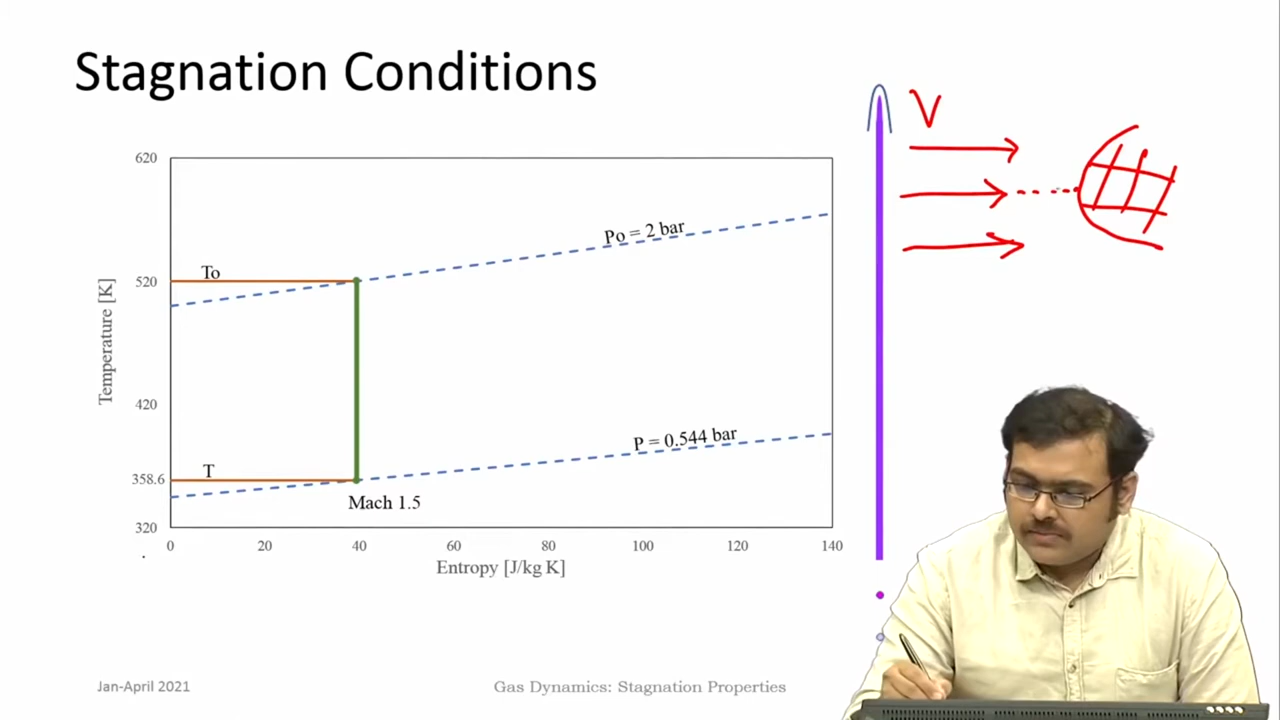 Stagnation Conditions
V
620
Po = 2 bar
To
520
Temperature [K]
420
P = 0.544 bar
T
358.6
Mach 1.5
320
0 20 40 60 80 100 120 140
Entropy [J/kg K]
Jan-April 2021
Gas Dynamics: Stagnation Properties